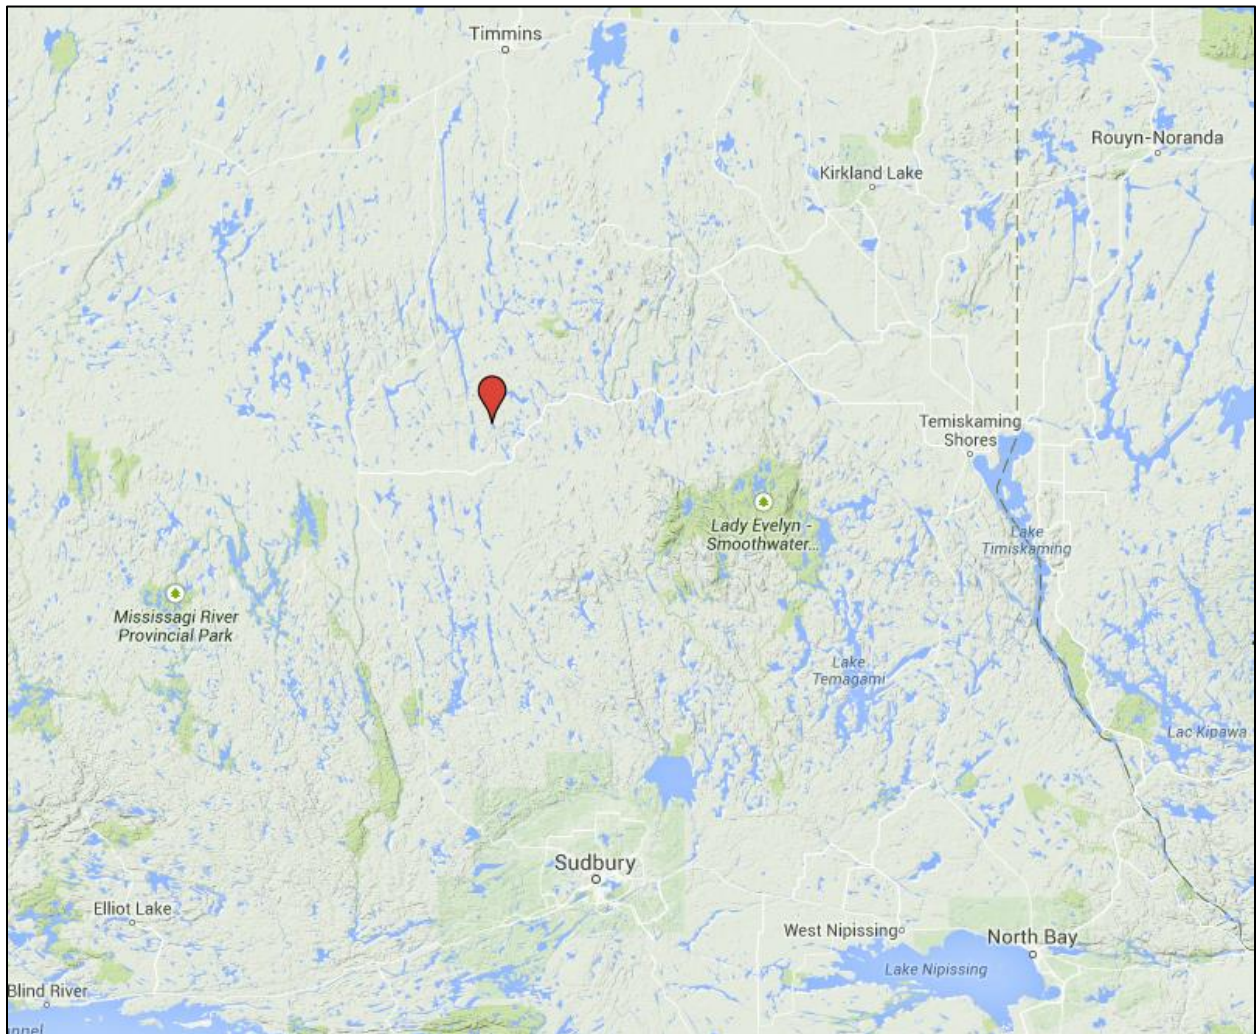 Timmins
Rouyn-Noranda
Kirkland Lake
Temiskaming
Shores
Lady Evelyn -
Smoothwater...
Lake
Timiskaming
Mississagi River
Provincial Park
Lake
Temagami
Lac Kipawa
Sudbury
Elliot Lake
West Nipissing
North Bay
Lake Nipissing
Blind River
nnel